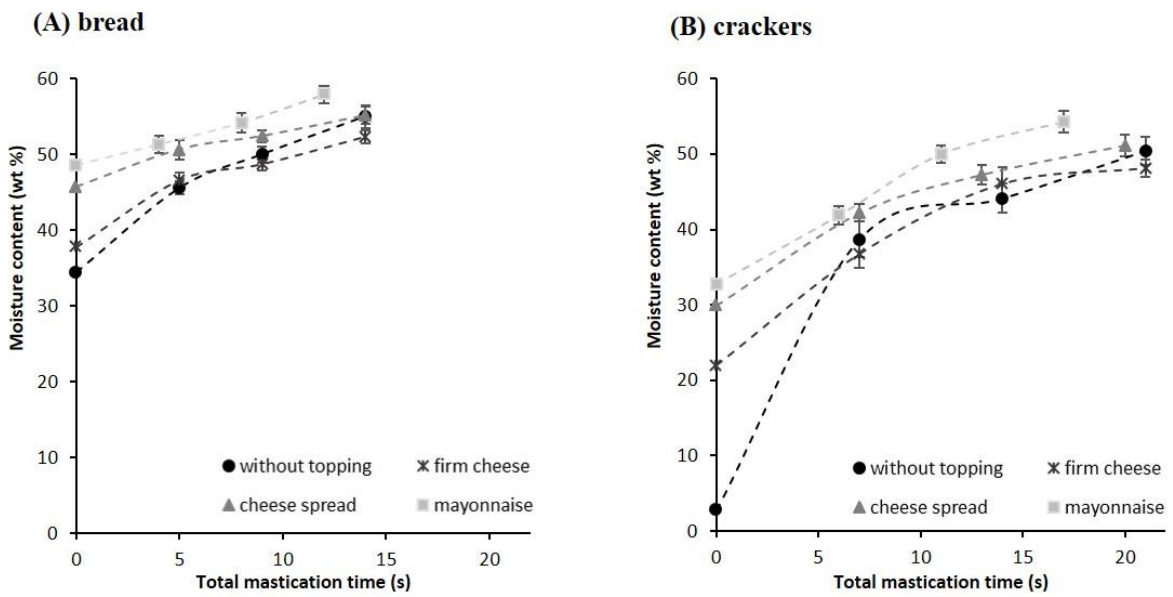 (A) bread
60
50
40
30
20
10
0
Moisture content (wt %)
0 5 10 15 20
Total mastication time (s)
without topping firm cheese
cheese spread mayonnaise
(B) crackers
60
50
40
30
20
10
0
Moisture content (wt %)
0 5 10 15 20
Total mastication time (s)
without topping firm cheese
cheese spread mayonnaise